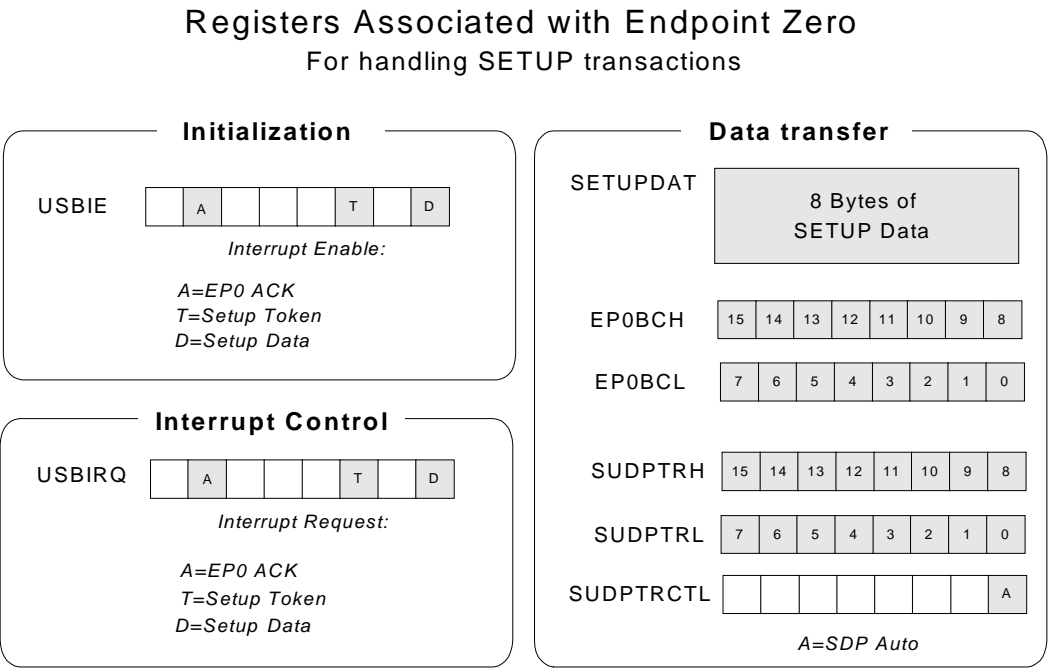 Registers Associated with Endpoint Zero
For handling SETUP transactions
Initialization
USBIE A T D
Interrupt Enable:
A=EP0 ACK
T=Setup Token
D=Setup Data
Interrupt Control
USBIRQ A T D
Interrupt Request:
A=EP0 ACK
T=Setup Token
D=Setup Data
Data transfer
SETUPDAT
8 Bytes of
SETUP Data
EP0BCH 15 14 13 12 11 10 9 8
EP0BCL 7 6 5 4 3 2 1 0
SUDPTRH 15 14 13 12 11 10 9 8
SUDPTRL 7 6 5 4 3 2 1 0
SUDPTRCTL A
A=SDP Auto